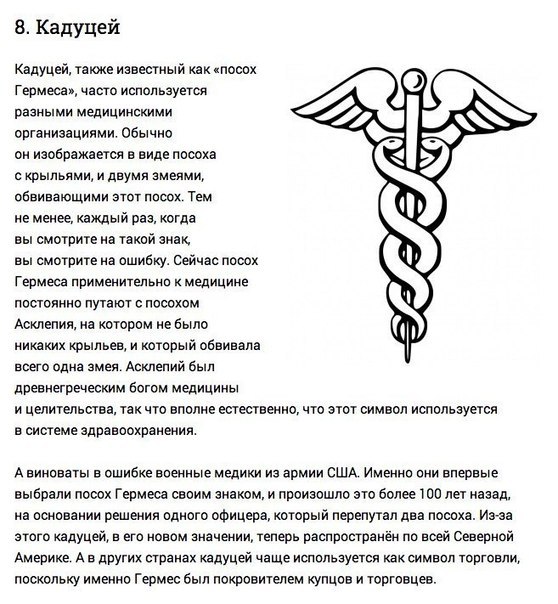 8. Кадуцей
Кадуцей, также известный как «посох
Гермеса», часто используется
разными медицинскими
организациями. Обычно
он изображается в виде посоха
с крыльями, и двумя змеями,
обвивающими этот посох. Тем
не менее, каждый раз, когда
вы смотрите на такой знак,
вы смотрите на ошибку. Сейчас посох
Гермеса применительно к медицине
постоянно путают с посохом
Асклепия, на котором не было
никаких крыльев, и который обвивала
всего одна змея. Асклепий был
древнегреческим богом медицины
и целительства, так что вполне естественно, что этот символ используется
в системе здравоохранения.
А виноваты в ошибке военные медики из армии США. Именно они впервые
выбрали посох Гермеса своим знаком, и произошло это более 100 лет назад,
на основании решения одного офицера, который перепутал два посоха. Из-за
этого кадуцей, в его новом значении, теперь распространён по всей Северной
Америке. А в других странах кадуцей чаще используется как символ торговли,
поскольку именно Гермес был покровителем купцов и торговцев.